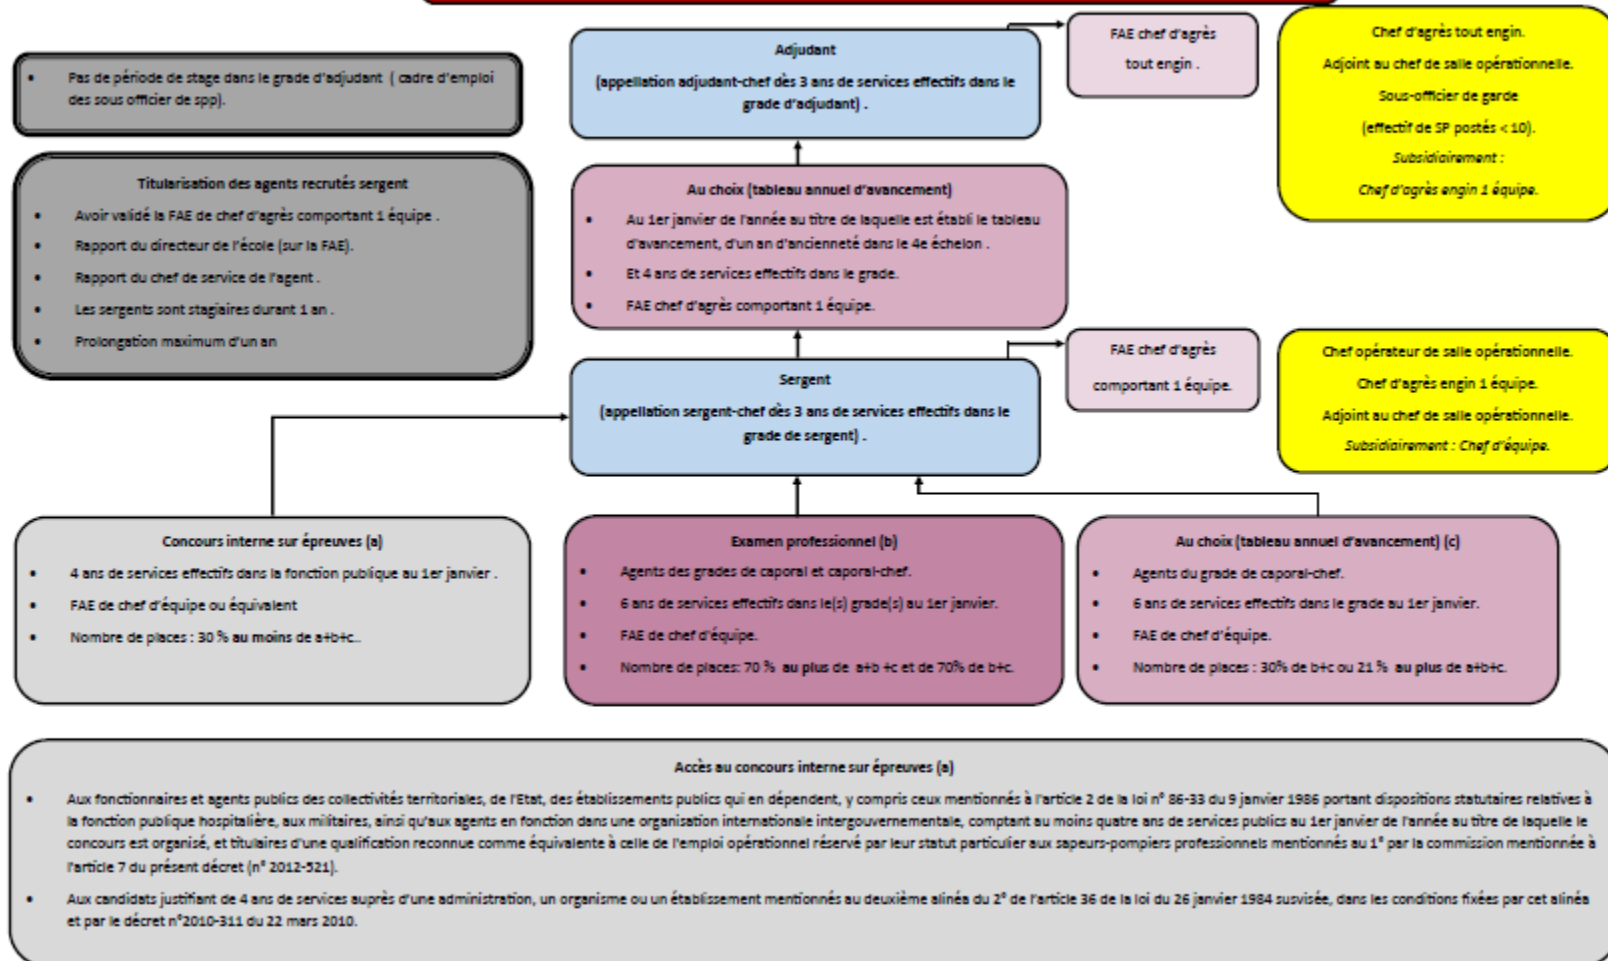 Adjudant
(appellation adjudant-chef dès 3 ans de services effectifs dans le
grade d'adjudant) .
FAE chef d'agrès
tout engin .
Chef d'agrès tout engin.
Adjoint au chef de salle opérationnelle.
Sous-officier de garde
(effectif de SP postés < 10).
Subsidiairement :
Chef d'agrès engin 1 équipe.
• Pas de période de stage dans le grade d'adjudant ( cadre d'emploi
des sous officier de spp).
Titularisation des agents recrutés sergent
• Avoir validé la FAE de chef d'agrès comportant 1 équipe .
• Rapport du directeur de l'école (sur la FAE).
• Rapport du chef de service de l'agent .
• Les sergents sont stagiaires durant 1 an .
• Prolongation maximum d'un an
Au choix (tableau annuel d'avancement)
• Au 1er janvier de l'année au titre de laquelle est établi le tableau
d'avancement, d'un an d'ancienneté dans le 4e échelon .
• Et 4 ans de services effectifs dans le grade.
• FAE chef d'agrès comportant 1 équipe.
Sergent
(appellation sergent-chef dès 3 ans de services effectifs dans le
grade de sergent) .
FAE chef d'agrès
comportant 1 équipe.
Chef opérateur de salle opérationnelle.
Chef d'agrès engin 1 équipe.
Adjoint au chef de salle opérationnelle.
Subsidiairement : Chef d'équipe.
Concours interne sur épreuves (a)
• 4 ans de services effectifs dans la fonction publique au 1er janvier .
• FAE de chef d'équipe ou équivalent
• Nombre de places : 30 % au moins de a+b+c..
Examen professionnel (b)
• Agents des grades de caporal et caporal-chef.
• 6 ans de services effectifs dans le(s) grade(s) au 1er janvier.
• FAE de chef d'équipe.
• Nombre de places: 70 % au plus de a+b +c et de 70% de b+c.
Au choix (tableau annuel d'avancement) (c)
• Agents du grade de caporal-chef.
• 6 ans de services effectifs dans le grade au 1er janvier.
• FAE de chef d'équipe.
• Nombre de places : 30% de b+c ou 21 % au plus de a+b+c.
Accès au concours interne sur épreuves (a)
• Aux fonctionnaires et agents publics des collectivités territoriales, de l'Etat, des établissements publics qui en dépendent, y compris ceux mentionnés à l'article 2 de la loi n° 86-33 du 9 janvier 1986 portant dispositions statutaires relatives à
la fonction publique hospitalière, aux militaires, ainsi qu'aux agents en fonction dans une organisation internationale intergouvernementale, comptant au moins quatre ans de services publics au 1er janvier de l'année au titre de laquelle le
concours est organisé, et titulaires d'une qualification reconnue comme équivalente à celle de l'emploi opérationnel réservé par leur statut particulier aux sapeurs-pompiers professionnels mentionnés au 1° par la commission mentionnée à
l'article 7 du présent décret (n° 2012-521).
• Aux candidats justifiant de 4 ans de services auprès d'une administration, un organisme ou un établissement mentionnés au deuxième alinéa du 2° de l'article 36 de la loi du 26 janvier 1984 susvisée, dans les conditions fixées par cet alinéa
et par le décret n°2010-311 du 22 mars 2010.